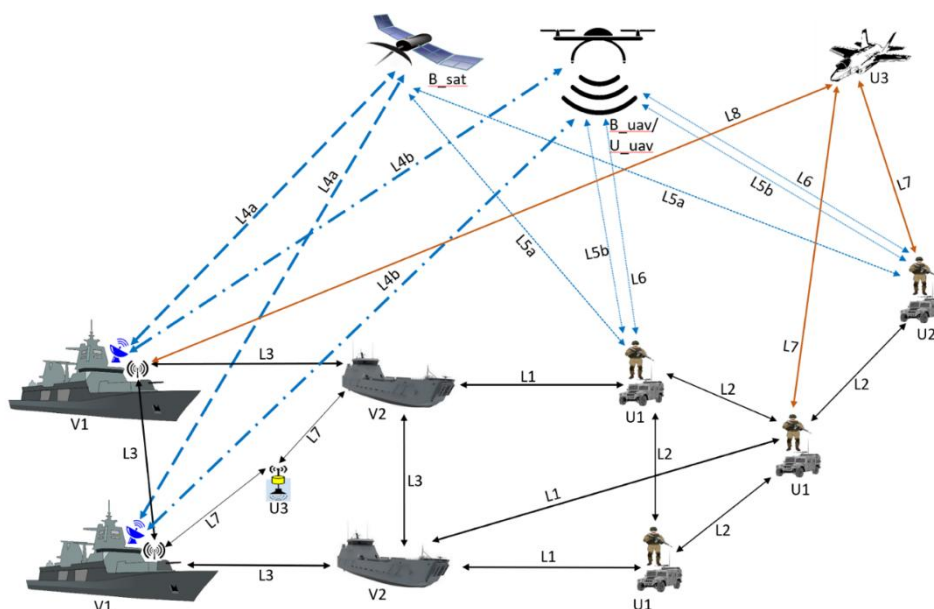 B_sat
U3
B_uav/
U_uav
L8
L4b
L4a
L4a
L6
L5b
L7
L5a
L5a
L5b
L4b
L6
U2
L7
L3
L1
L2
L2
V1
V2
U1
L3
L7
L2
U1
L3
L1
L7
U3
L2
L3
L1
V1
V2
U1